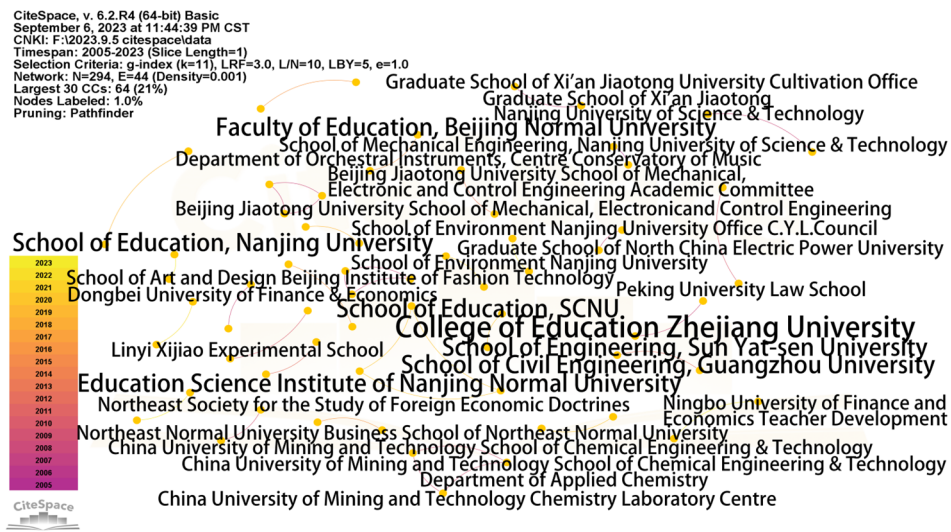 CiteSpace, v. 6.2.R4 (64-bit) Basic
September 6, 2023 at 11:44:39 PM CST
CNKI: F:\2023.9.5 citespace\data
Timespan: 2005-2023 (Slice Length=1)
Selection Criteria: g-index (k=11), LRF=3.0, L/N=10, LBY=5, e=1.0
Network: N=294, E=44 (Density=0.001)
Largest 30 CCs: 64 (21%)
Nodes Labeled: 1.0%
Pruning: Pathfinder
Graduate School of Xi'an Jiaotong University Cultivation Office
Graduate School of Xi'an Jiaotong
Nanjing University of Science & Technology
Faculty of Education, Beijing Normal University
School of Mechanical Engineering, Nanjing University of Science & Technology
Department of Orchestral Instruments, Centre Conservatory of Music
Beijing Jiaotong University School of Mechanical,
Electronic and Control Engineering Academic Committee
Beijing Jiaotong University School of Mechanical, Electronicand Control Engineering
School of Environment Nanjing University Office C.Y.L.Council
School of Education, Nanjing University
Graduate School of North China Electric Power University
School of Environment Nanjing University
School of Art and Design Beijing Institute of Fashion Technology
Peking University Law School
Dongbei University of Finance & Economics
School of Education, SCNU
College of Education Zhejiang University
Linyi Xijiao Experimental School
School of Engineering, Sun Yat-sen University
School of Civil Engineering, Guangzhou University
Education Science Institute of Nanjing Normal University
Northeast Society for the Study of Foreign Economic Doctrines
Ningbo University of Finance and
Economics Teacher Development
Northeast Normal University Business School of Northeast Normal University
China University of Mining and Technology School of Chemical Engineering & Technology
China University of Mining and Technology School of Chemical Engineering & Technology
Department of Applied Chemistry
China University of Mining and Technology Chemistry Laboratory Centre
2023
2022
2021
2020
2019
2018
2017
2016
2015
2014
2013
2012
2011
2010
2009
2008
2007
2006
2005
CiteSpace